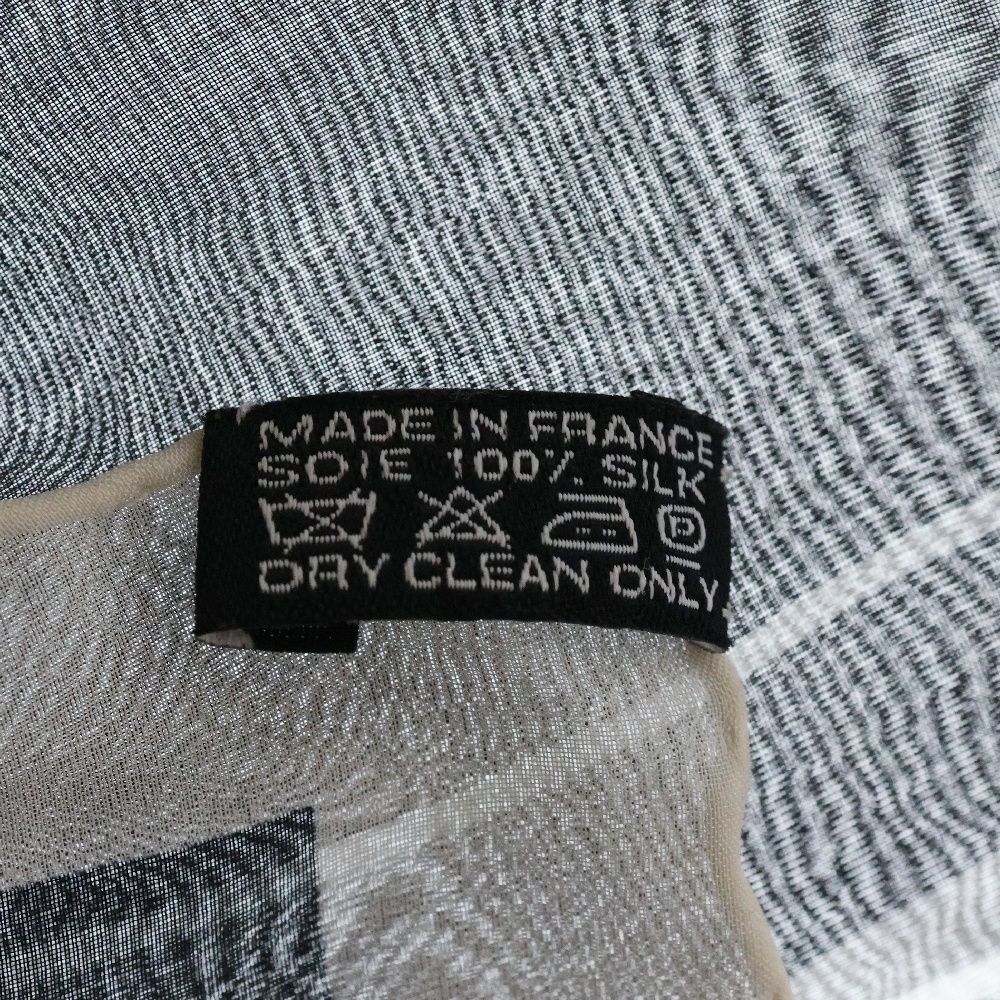 MADE IN FRANCE
SOIE 100% SILK
P
DRY CLEAN ONLY